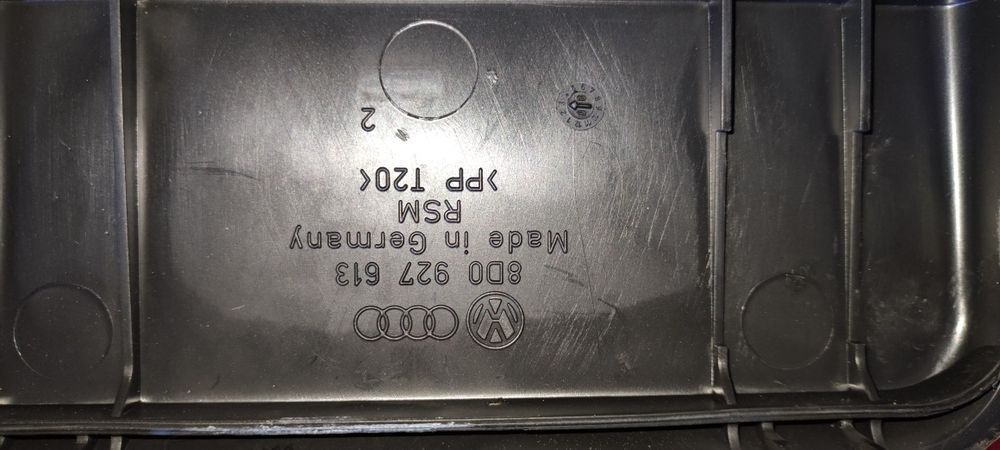 8D0 927 613
Made in Germany
RSM
>PP T20<
2